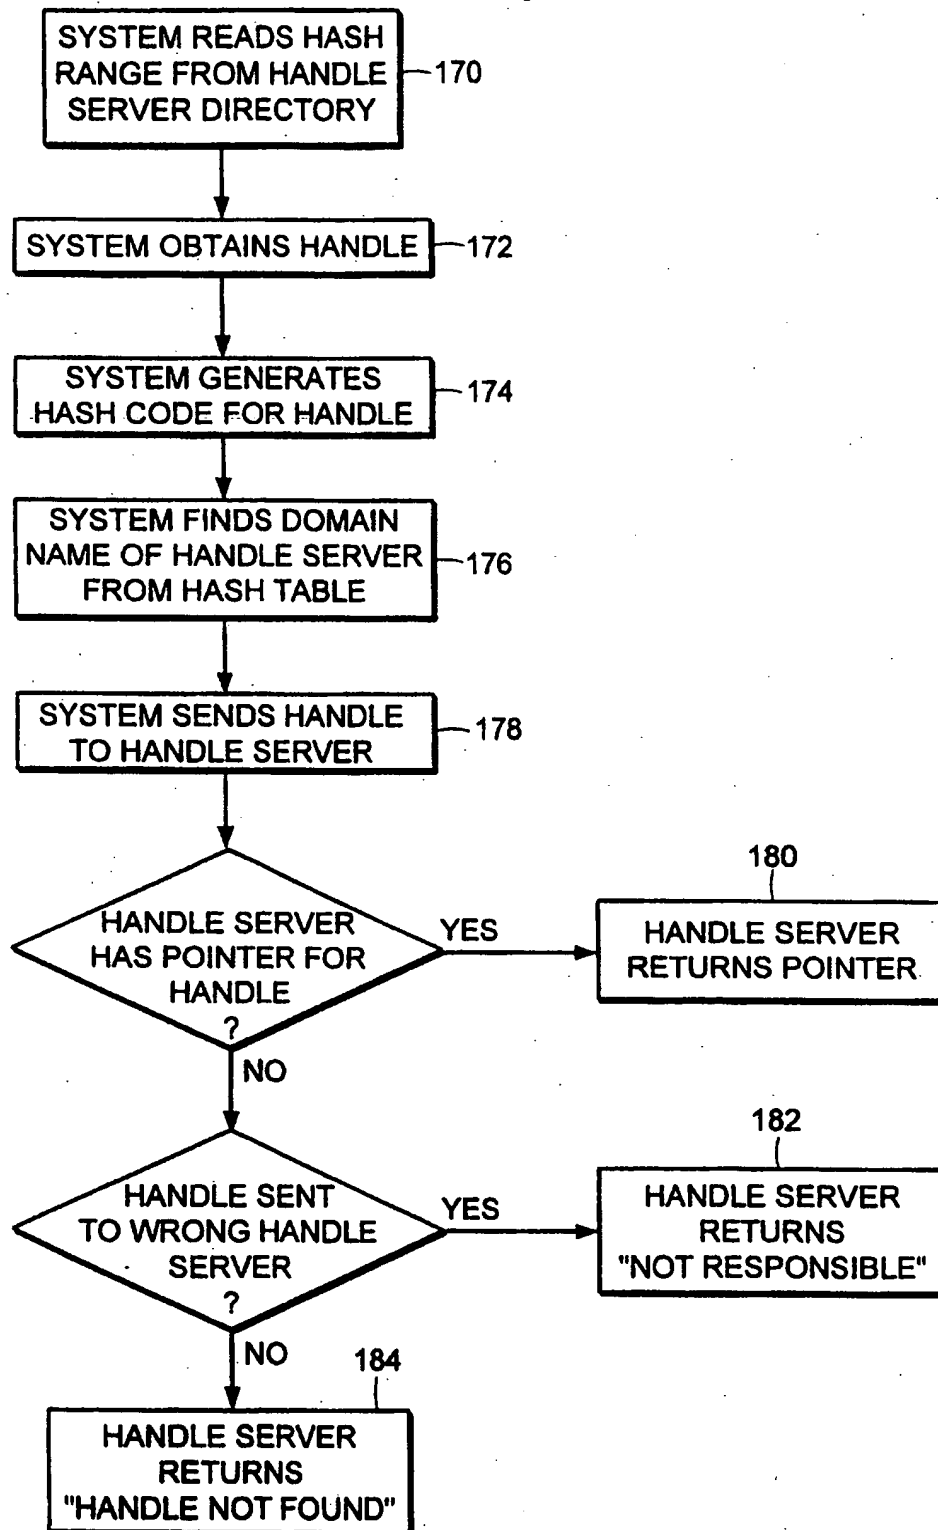 SYSTEM READS HASH
RANGE FROM HANDLE
SERVER DIRECTORY
170
SYSTEM OBTAINS HANDLE
172
SYSTEM GENERATES
HASH CODE FOR HANDLE
174
SYSTEM FINDS DOMAIN
NAME OF HANDLE SERVER
FROM HASH TABLE
176
SYSTEM SENDS HANDLE
TO HANDLE SERVER
178
HANDLE SERVER
HAS POINTER FOR
HANDLE
?
YES
180
HANDLE SERVER
RETURNS POINTER
NO
HANDLE SENT
TO WRONG HANDLE
SERVER
?
YES
182
HANDLE SERVER
RETURNS
"NOT RESPONSIBLE"
NO
184
HANDLE SERVER
RETURNS
"HANDLE NOT FOUND"